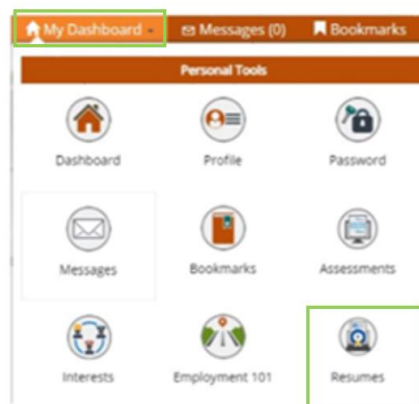 My Dashboard Messages (0) Bookmarks
Personal Tools
Dashboard Profile Password
Messages Bookmarks Assessments
Interests Employment 101 Resumes